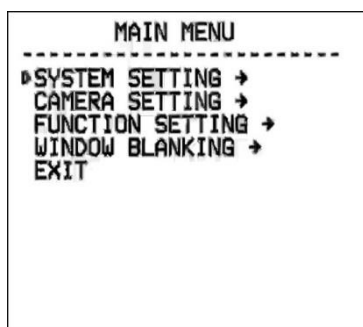 MAIN MENU
SYSTEM SETTING →
CAMERA SETTING →
FUNCTION SETTING →
WINDOW BLANKING →
EXIT